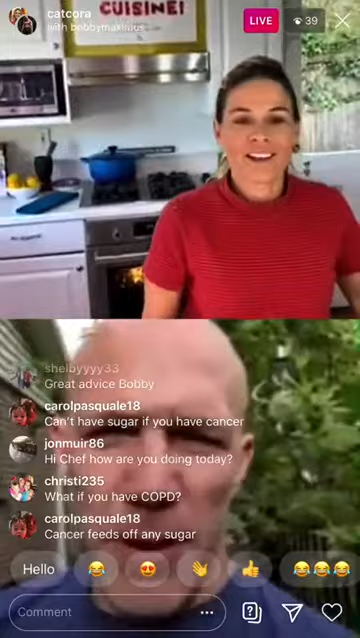 CUISINE!
catcora
with bobbymaximus
LIVE
39
shelbyyyy33
Great advice Bobby
carolpasquale18
Can't have sugar if you have cancer
jonmuir86
Hi Chef how are you doing today?
christi235
What if you have COPD?
carolpasquale18
Cancer feeds off any sugar
Hello
Comment